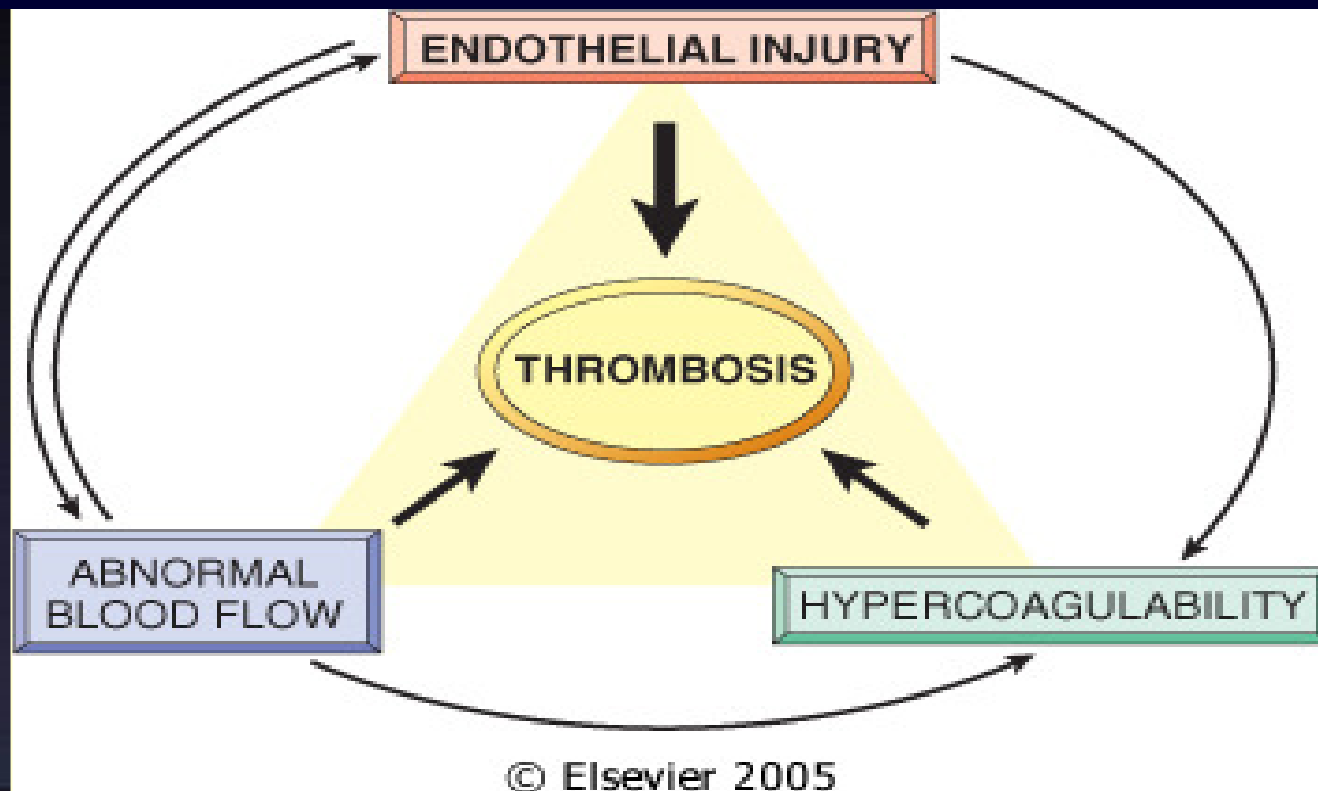 ENDOTHELIAL INJURY
THROMBOSIS
ABNORMAL
BLOOD FLOW
HYPERCOAGULABILITY
© Elsevier 2005